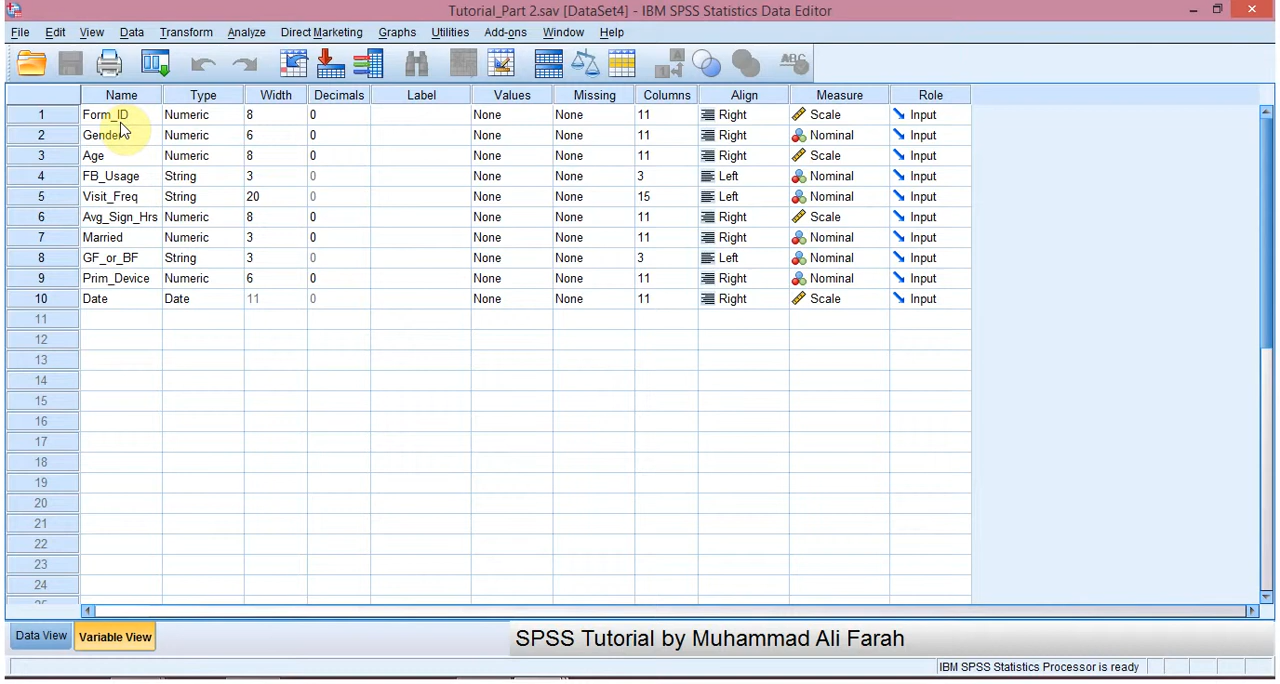 Tutorial_Part 2.sav [DataSet4] - IBM SPSS Statistics Data Editor
File Edit View Data Transform Analyze Direct Marketing Graphs Utilities Add-ons Window Help
Name Type Width Decimals Label Values Missing Columns Align Measure Role
1 Form_ID Numeric 8 0 None None 11 Right Scale Input
2 Gender Numeric 6 0 None None 11 Right Nominal Input
3 Age Numeric 8 0 None None 11 Right Scale Input
4 FB_Usage String 3 0 None None 3 Left Nominal Input
5 Visit_Freq String 20 0 None None 15 Left Nominal Input
6 Avg_Sign_Hrs Numeric 8 0 None None 11 Right Scale Input
7 Married Numeric 3 0 None None 11 Right Nominal Input
8 GF_or_BF String 3 0 None None 3 Left Nominal Input
9 Prim_Device Numeric 6 0 None None 11 Right Nominal Input
10 Date Date 11 0 None None 11 Right Scale Input
11
12
13
14
15
16
17
18
19
20
21
22
23
24
Data View Variable View SPSS Tutorial by Muhammad Ali Farah
IBM SPSS Statistics Processor is ready